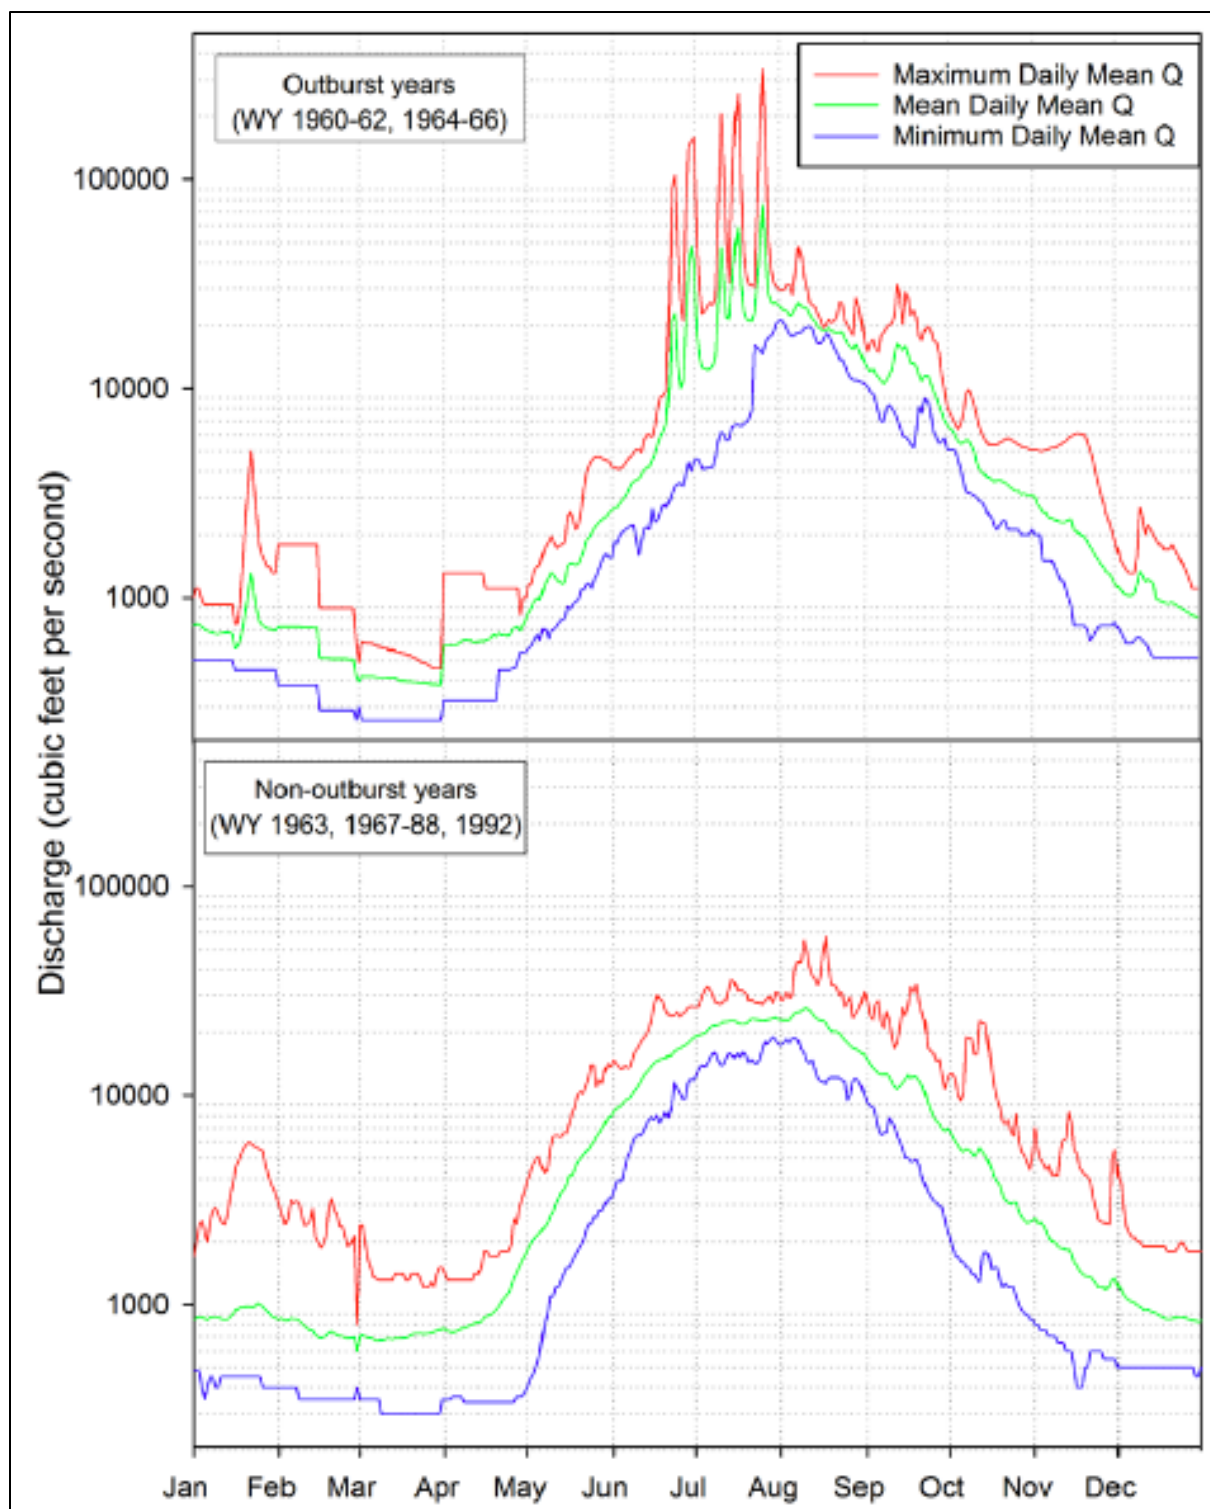 Outburst years
(WY 1960-62, 1964-66)
Maximum Daily Mean Q
Mean Daily Mean Q
Minimum Daily Mean Q
100000
10000
1000
Discharge (cubic feet per second)
Non-outburst years
(WY 1963, 1967-88, 1992)
100000
10000
1000
Jan Feb Mar Apr May Jun Jul Aug Sep Oct Nov Dec